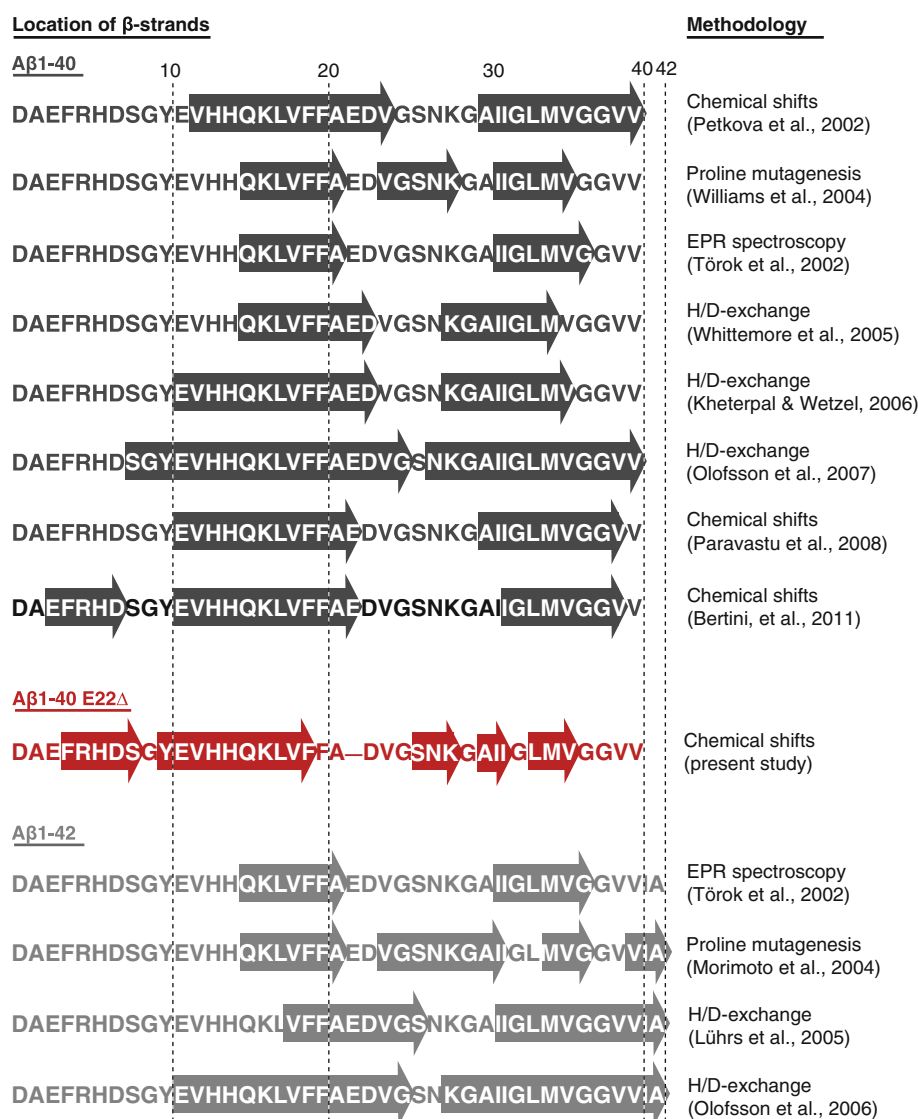 Location of β-strands Methodology
Aβ1-40
10 20 30 40 42
DAEFRHDSGYEVHHQKLVFFAEDVGSNKGAIIGLMVGGVV Chemical shifts
(Petkova et al., 2002)
DAEFRHDSGYEVHHQKLVFFAEDVGSNKGAIIGLMVGGVV Proline mutagenesis
(Williams et al., 2004)
DAEFRHDSGYEVHHQKLVFFAEDVGSNKGAIIGLMVGGVV EPR spectroscopy
(Törok et al., 2002)
DAEFRHDSGYEVHHQKLVFFAEDVGSNKGAIIGLMVGGVV H/D-exchange
(Whittemore et al., 2005)
DAEFRHDSGYEVHHQKLVFFAEDVGSNKGAIIGLMVGGVV H/D-exchange
(Kheterpal & Wetzel, 2006)
DAEFRHDSGYEVHHQKLVFFAEDVGSNKGAIIGLMVGGVV H/D-exchange
(Olofsson et al., 2007)
DAEFRHDSGYEVHHQKLVFFAEDVGSNKGAIIGLMVGGVV Chemical shifts
(Paravastu et al., 2008)
DAEFRHDSGYEVHHQKLVFFAEDVGSNKGAIIGLMVGGVV Chemical shifts
(Bertini, et al., 2011)
Aβ1-40 E22Δ
DAEFRHDSGYEVHHQKLVFFA–DVGSNKGAIIGLMVGGVV Chemical shifts
(present study)
Aβ1-42
DAEFRHDSGYEVHHQKLVFFAEDVGSNKGAIIGLMVGGVVIA EPR spectroscopy
(Törok et al., 2002)
DAEFRHDSGYEVHHQKLVFFAEDVGSNKGAIIGLMVGGVVIA Proline mutagenesis
(Morimoto et al., 2004)
DAEFRHDSGYEVHHQKLVFFAEDVGSNKGAIIGLMVGGVVIA H/D-exchange
(Lührs et al., 2005)
DAEFRHDSGYEVHHQKLVFFAEDVGSNKGAIIGLMVGGVVIA H/D-exchange
(Olofsson et al., 2006)